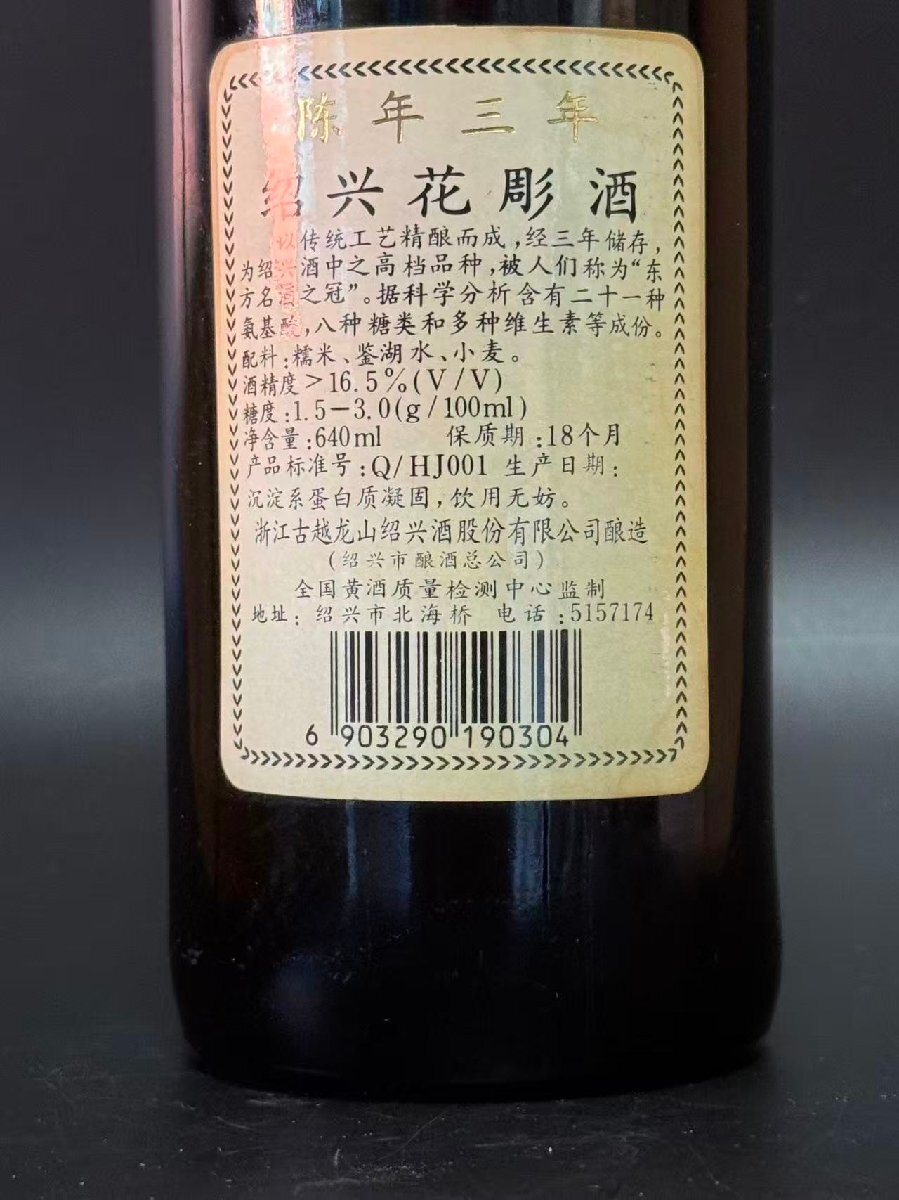 陈年三年
绍兴花彫酒
以传统工艺精酿而成,经三年储存,
为绍兴酒中之高档品种,被人们称为“东
方名酒之冠”。据科学分析含有二十一种
氨基酸,八种糖类和多种维生素等成份。
配料:糯米、鉴湖水、小麦。
酒精度>16.5%(V/V)
糖度:1.5-3.0(g/100ml)
净含量:640ml 保质期:18个月
产品标准号:Q/HJ001 生产日期:
沉淀系蛋白质凝固,饮用无妨。
浙江古越龙山绍兴酒股份有限公司酿造
(绍兴市酿酒总公司)
全国黄酒质量检测中心监制
地址:绍兴市北海桥 电话:5157174
6 903290 190304